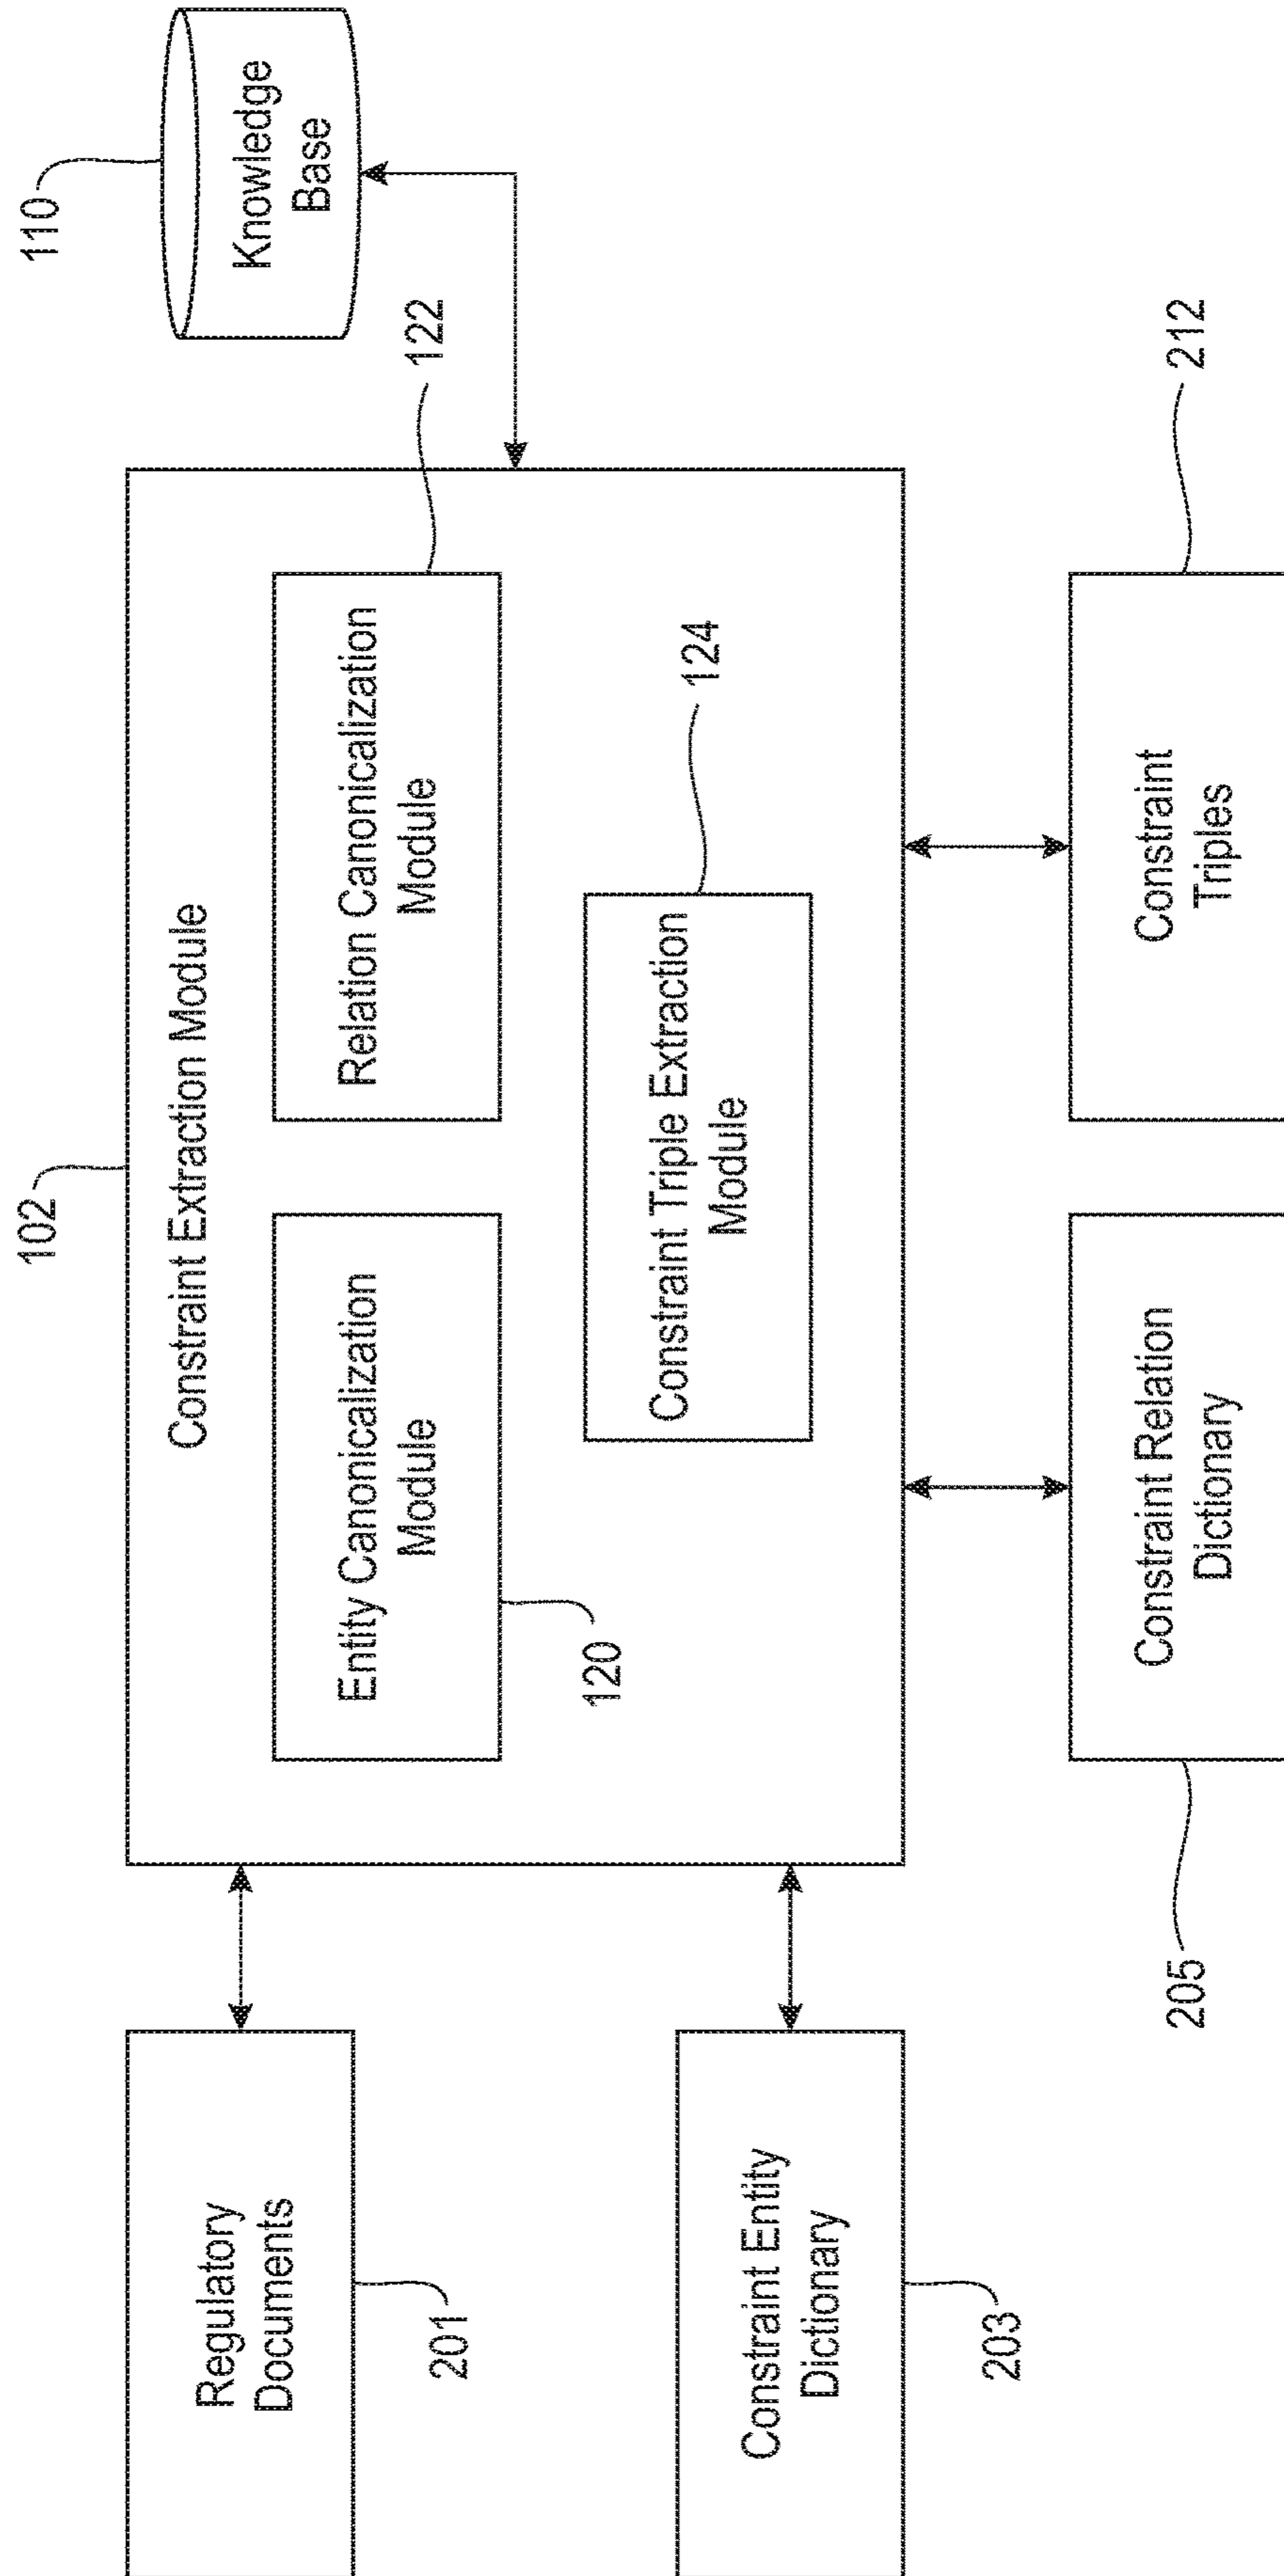 102
110
Constraint Extraction Module
Regulatory
Documents
201
Entity Canonicalization
Module
120
Relation Canonicalization
Module
122
Knowledge
Base
Constraint Triple Extraction
Module
124
Constraint Entity
Dictionary
203
Constraint Relation
Dictionary
205
Constraint
Triples
212